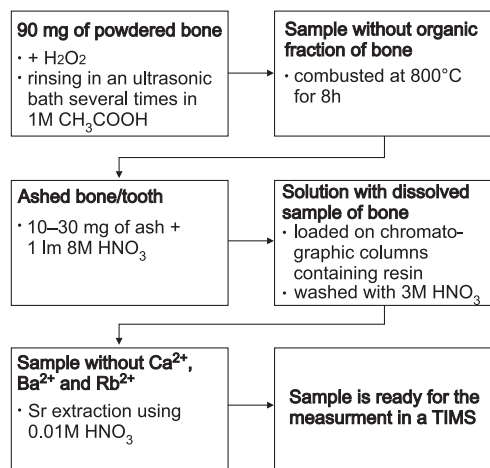 90 mg of powdered bone
• + H₂O₂
• rinsing in an ultrasonic
bath several times in
1M CH₃COOH
Sample without organic
fraction of bone
• combusted at 800°C
for 8h
Ashed bone/tooth
• 10–30 mg of ash +
1 lm 8M HNO₃
Solution with dissolved
sample of bone
• loaded on chromato-
graphic columns
containing resin
• washed with 3M HNO₃
Sample without Ca²⁺,
Ba²⁺ and Rb²⁺
• Sr extraction using
0.01M HNO₃
Sample is ready for the
measurment in a TIMS